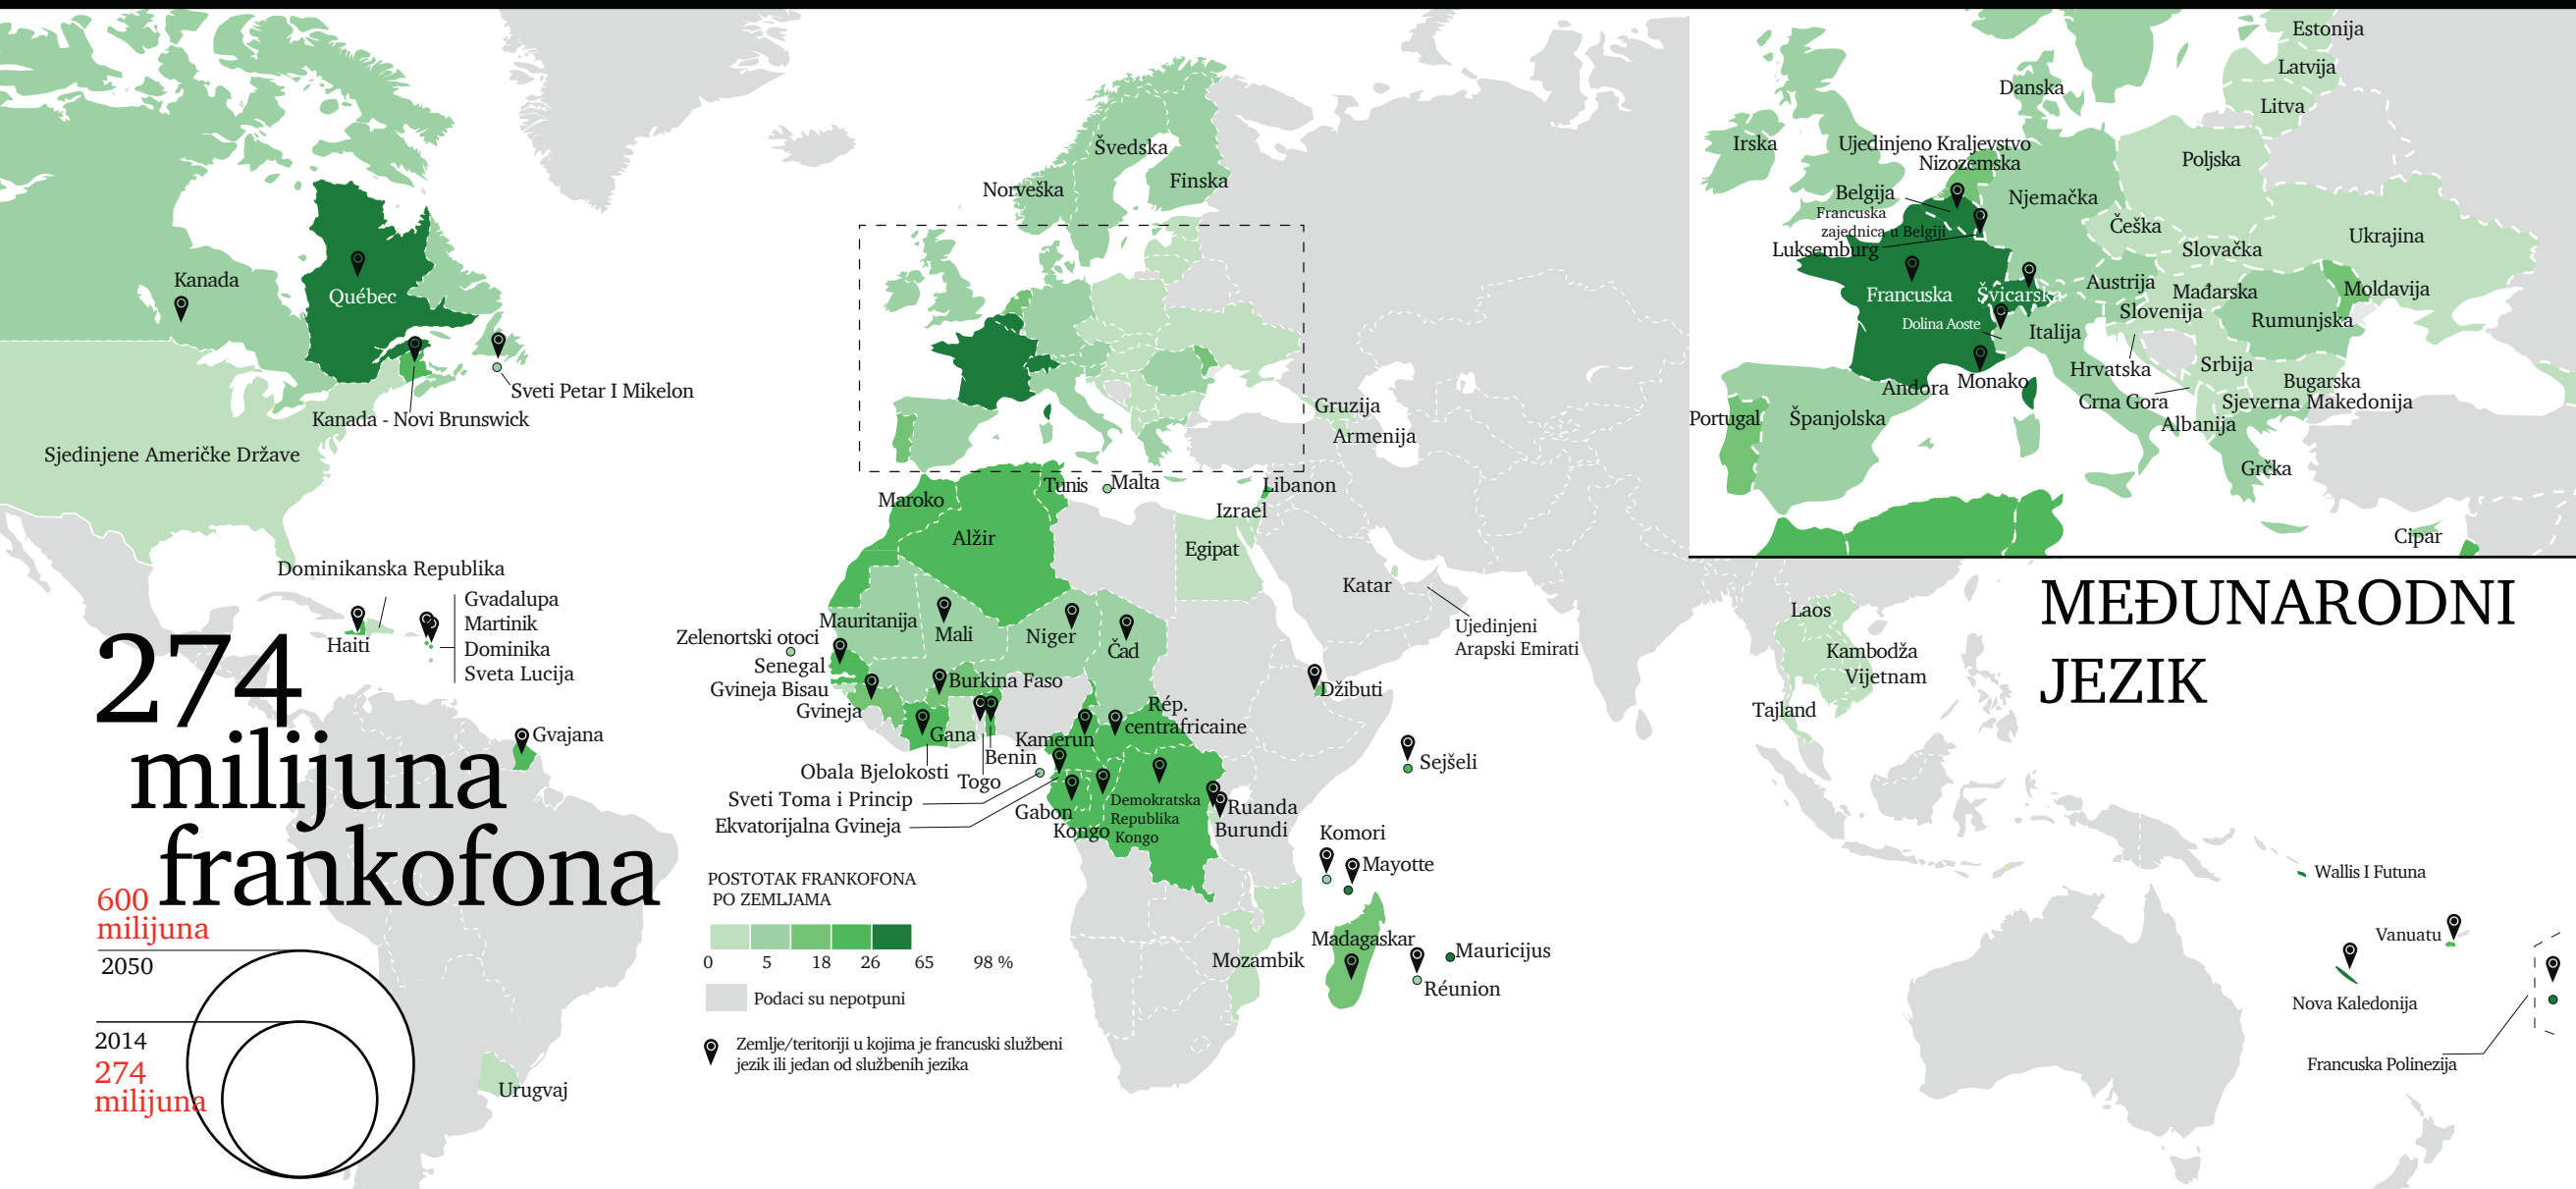 Kanada
Québec
Sveti Petar I Mikelon
Kanada - Novi Brunswick
Sjedinjene Američke Države
Dominikanska Republika
Gvadalupa
Martinik
Dominika
Sveta Lucija
Haiti
Gvajana
Urugvaj
274
milijuna
frankofona
600
milijuna
2050
2014
274
milijuna
Švedska
Norveška
Finska
Gruzija
Armenija
Maroko
Tunis
Malta
Libanon
Izrael
Alžir
Egipat
Katar
Ujedinjeni
Arapski Emirati
Mauritanija
Zelenortski otoci
Mali
Niger
Čad
Senegal
Gvineja Bisau
Burkina Faso
Gvineja
Džibuti
Rép.
centrafricaine
Gana
Kamerun
Benin
Obala Bjelokosti
Togo
Sveti Toma i Princip
Ekvatorijalna Gvineja
Gabon
Kongo
Demokratska
Republika
Kongo
Ruanda
Burundi
Sejšeli
Komori
Mayotte
Madagaskar
Mozambik
Mauricijus
Réunion
POSTOTAK FRANKOFONA
PO ZEMLJAMA
0 5 18 26 65 98 %
Podaci su nepotpuni
Zemlje/teritoriji u kojima je francuski službeni
jezik ili jedan od službenih jezika
Estonija
Latvija
Litva
Danska
Irska
Ujedinjeno Kraljevstvo
Nizozemska
Poljska
Belgija
Njemačka
Francuska
zajednica u Belgiji
Luksemburg
Češka
Slovačka
Ukrajina
Francuska
Švicarska
Austrija
Mađarska
Moldavija
Slovenija
Dolina Aoste
Italija
Rumunjska
Hrvatska
Srbija
Andora
Monako
Bugarska
Crna Gora
Sjeverna Makedonija
Portugal
Španjolska
Albanija
Grčka
Cipar
MEĐUNARODNI
JEZIK
Laos
Kambodža
Vijetnam
Tajland
Wallis I Futuna
Vanuatu
Nova Kaledonija
Francuska Polinezija